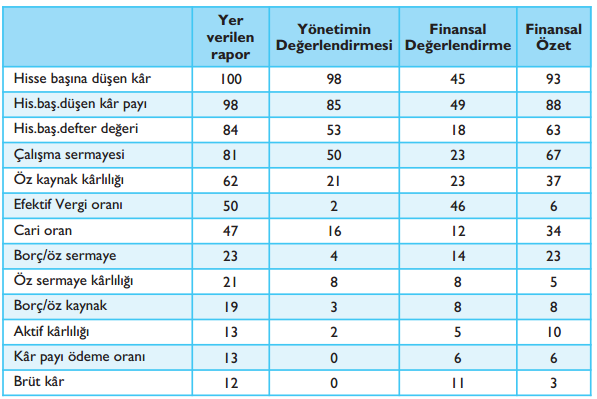 Yer verilen rapor Yönetimin Değerlendirmesi Finansal Değerlendirme Finansal Özet
Hisse başına düşen kâr 100 98 45 93
His.baş.düşen kâr payı 98 85 49 88
His.baş.defter değeri 84 53 18 63
Çalışma sermayesi 81 50 23 67
Öz kaynak kârlılığı 62 21 23 37
Efektif Vergi oranı 50 2 46 6
Cari oran 47 16 12 34
Borç/öz sermaye 23 4 14 23
Öz sermaye kârlılığı 21 8 8 5
Borç/öz kaynak 19 3 8 8
Aktif kârlılığı 13 2 5 10
Kâr payı ödeme oranı 13 0 6 6
Brüt kâr 12 0 11 3